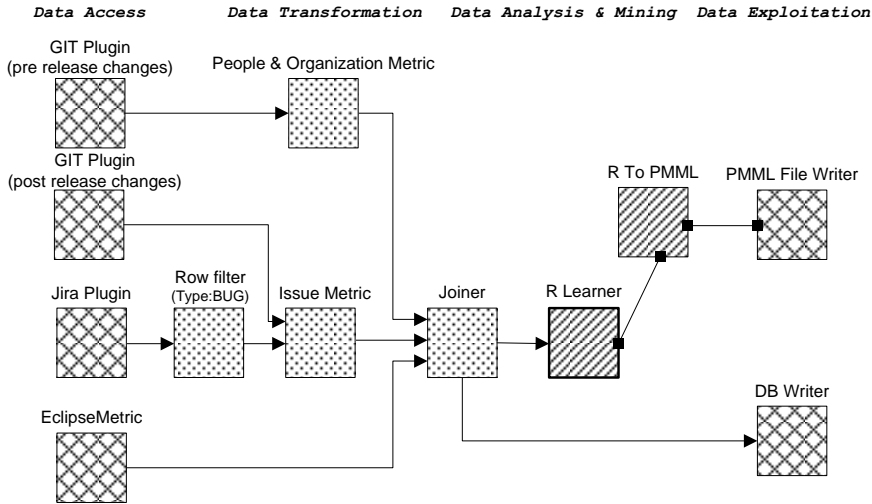 Data Access
Data Transformation
Data Analysis & Mining
Data Exploitation
GIT Plugin
(pre release changes)
People & Organization Metric
GIT Plugin
(post release changes)
R To PMML
PMML File Writer
Jira Plugin
Row filter
(Type:BUG)
Issue Metric
Joiner
R Learner
EclipseMetric
DB Writer